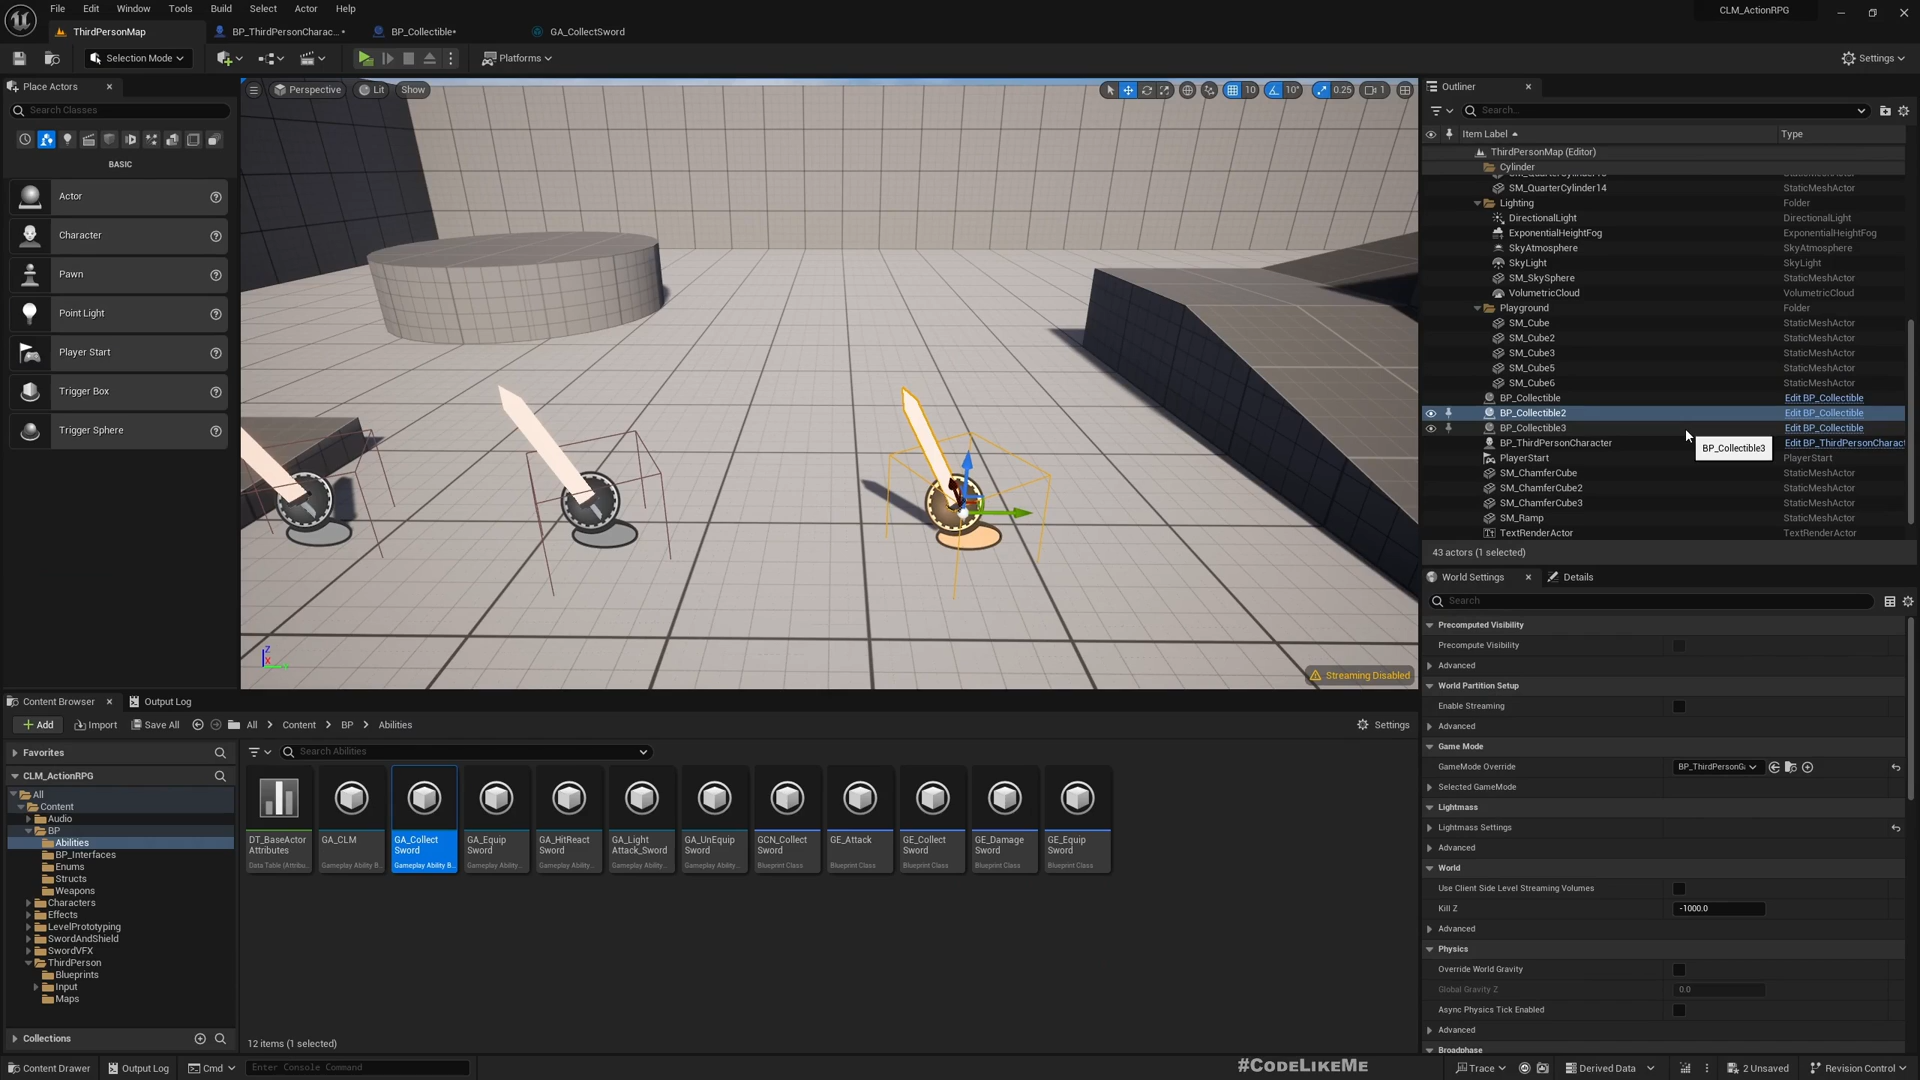 File Edit Window Tools Build Select Actor Help
CLM_ActionRPG
ThirdPersonMap
BP_ThirdPersonCharac...*
BP_Collectible*
GA_CollectSword
Selection Mode
Platforms
Settings
Place Actors
Search Classes
BASIC
Actor
Character
Pawn
Point Light
Player Start
Trigger Box
Trigger Sphere
Perspective
Lit
Show
10
10°
0.25
1
Streaming Disabled
Outliner
Search...
Item Label
Type
ThirdPersonMap (Editor)
Cylinder
SM_QuarterCylinder14 StaticMeshActor
Lighting Folder
DirectionalLight DirectionalLight
ExponentialHeightFog ExponentialHeightFog
SkyAtmosphere SkyAtmosphere
SkyLight SkyLight
SM_SkySphere StaticMeshActor
VolumetricCloud VolumetricCloud
Playground Folder
SM_Cube StaticMeshActor
SM_Cube2 StaticMeshActor
SM_Cube3 StaticMeshActor
SM_Cube5 StaticMeshActor
SM_Cube6 StaticMeshActor
BP_Collectible Edit BP_Collectible
BP_Collectible2 Edit BP_Collectible
BP_Collectible3 Edit BP_Collectible
BP_ThirdPersonCharacter Edit BP_ThirdPersonCharact
BP_Collectible3
PlayerStart PlayerStart
SM_ChamferCube StaticMeshActor
SM_ChamferCube2 StaticMeshActor
SM_ChamferCube3 StaticMeshActor
SM_Ramp StaticMeshActor
TextRenderActor TextRenderActor
43 actors (1 selected)
World Settings
Details
Search
Precomputed Visibility
Precompute Visibility
Advanced
World Partition Setup
Enable Streaming
Advanced
Game Mode
GameMode Override BP_ThirdPersonG
Selected GameMode
Lightmass
Lightmass Settings
Advanced
World
Use Client Side Level Streaming Volumes
Kill Z -1000.0
Advanced
Physics
Override World Gravity
Global Gravity Z 0.0
Async Physics Tick Enabled
Advanced
Broadphase
Content Browser
Output Log
Add
Import
Save All
All > Content > BP > Abilities
Settings
Favorites
CLM_ActionRPG
All
Content
Audio
BP
Abilities
BP_Interfaces
Enums
Structs
Weapons
Characters
Effects
LevelPrototyping
SwordAndShield
SwordVFX
ThirdPerson
Blueprints
Input
Maps
Collections
Search Abilities
DT_BaseActor
Attributes
Data Table (Attribu..
GA_CLM
Gameplay Ability B...
GA_Collect
Sword
Gameplay Ability B...
GA_Equip
Sword
Gameplay Ability...
GA_HitReact
Sword
Gameplay Ability...
GA_Light
Attack_Sword
Gameplay Ability...
GA_UnEquip
Sword
Gameplay Ability...
GCN_Collect
Sword
Blueprint Class
GE_Attack
Blueprint Class
GE_Collect
Sword
Blueprint Class
GE_Damage
Sword
Blueprint Class
GE_Equip
Sword
Blueprint Class
12 items (1 selected)
Content Drawer
Output Log
Cmd
Enter Console Command
#CodeLikeMe
Trace
Derived Data
2 Unsaved
Revision Control